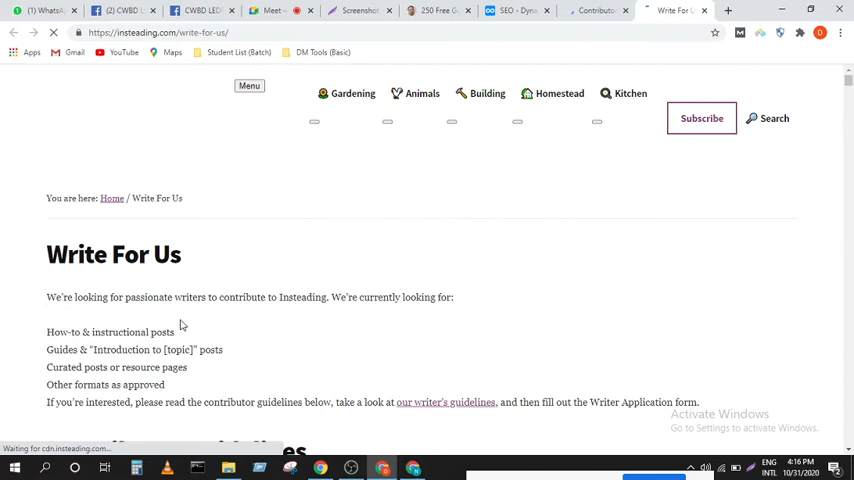 (1) WhatsAp
(2) CWBD L
CWBD LEDI
Meet –
Screenshot
250 Free G
SEO - Dyna
Contributo
Write For U
https://insteading.com/write-for-us/
Apps
Gmail
YouTube
Maps
Student List (Batch)
DM Tools (Basic)
Menu
Gardening
Animals
Building
Homestead
Kitchen
Subscribe
Search
You are here: Home / Write For Us
Write For Us
We're looking for passionate writers to contribute to Insteading. We're currently looking for:
How-to & instructional posts
Guides & “Introduction to [topic]” posts
Curated posts or resource pages
Other formats as approved
If you're interested, please read the contributor guidelines below, take a look at our writer's guidelines, and then fill out the Writer Application form.
Activate Windows
Go to Settings to activate Windows.
Waiting for cdn.insteading.com...
ENG
INTL
4:16 PM
10/31/2020